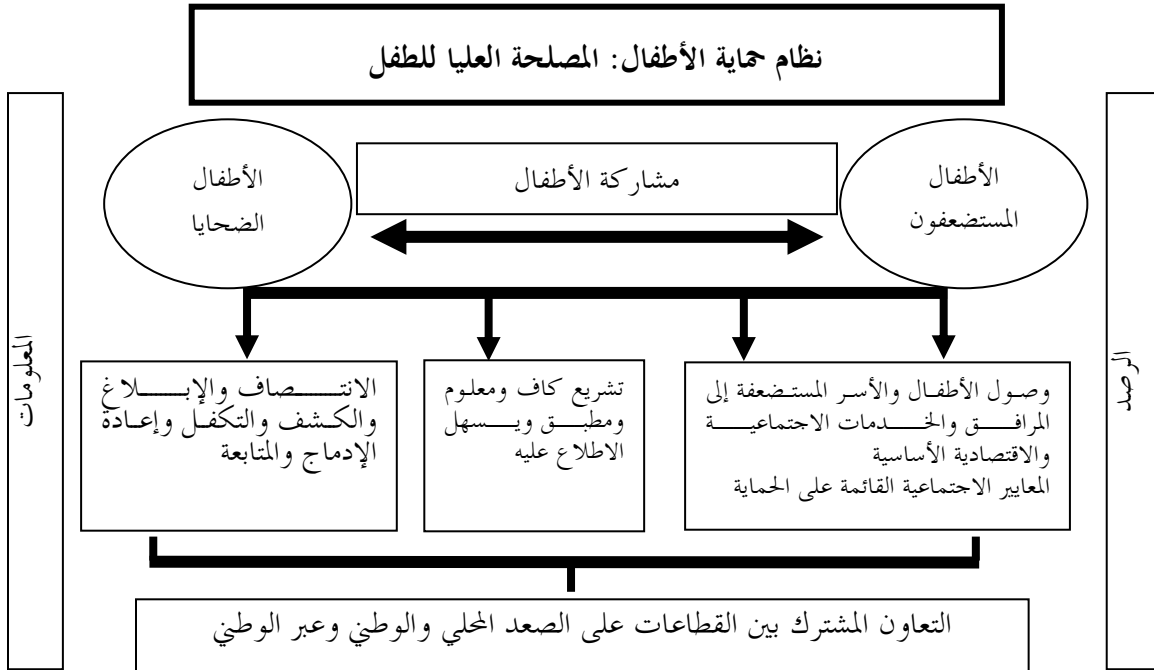 نظام حماية الأطفال: المصلحة العليا للطفل
الرصد
الأطفال
المستضعفون
مشاركة الأطفال
الأطفال
الضحايا
المعلومات
وصول الأطفال والأسر المستضعفة إلى
المرافق والخدمات الاجتماعية
والاقتصادية الأساسية
المعايير الاجتماعية القائمة على الحماية
تشريع كاف ومعلوم
ومطبق ويسهل
الاطلاع عليه
الانتصاف والإبلاغ
والكشف والتكفل وإعادة
الإدماج والمتابعة
التعاون المشترك بين القطاعات على الصعد المحلي والوطني وعبر الوطني